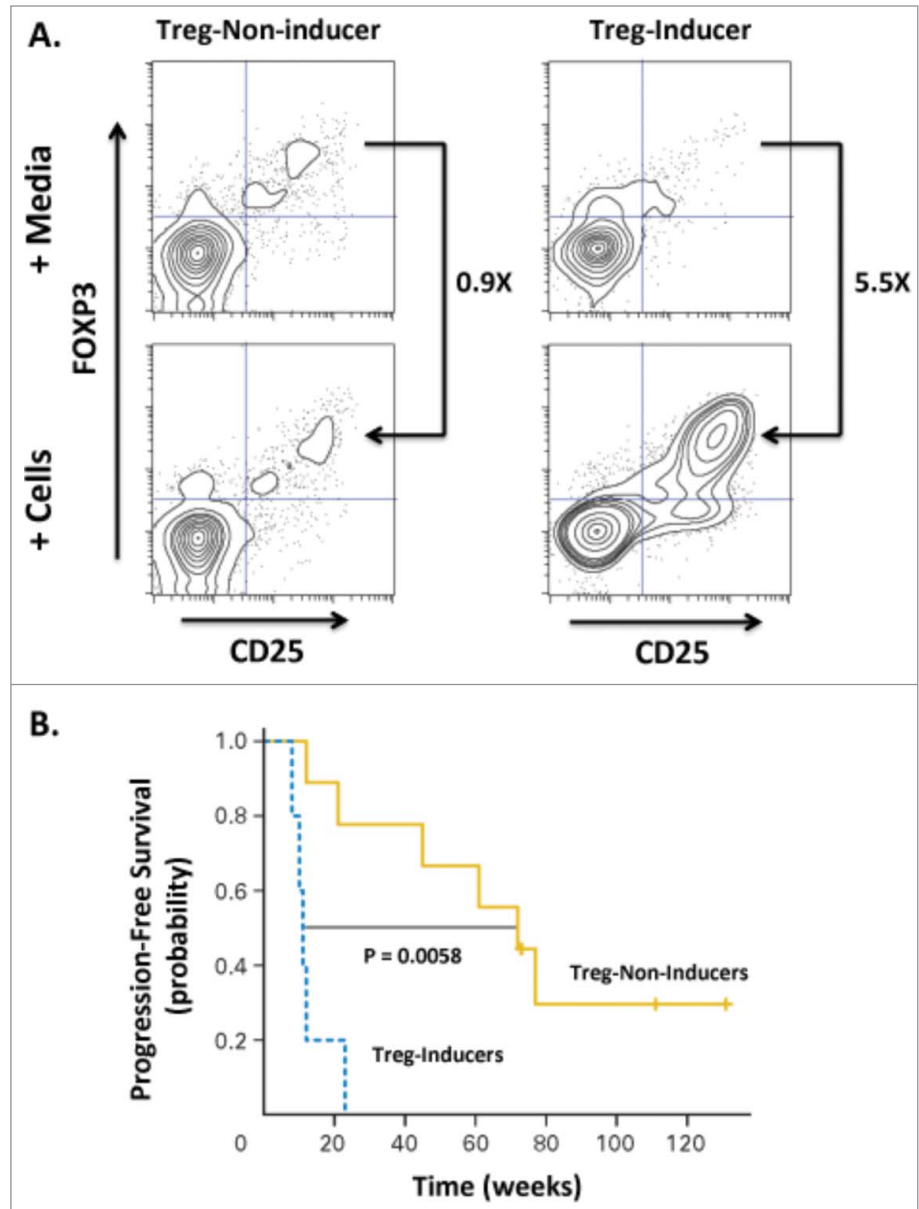 A.
Treg-Non-inducer
Treg-Inducer
+ Media
FOXP3
0.9X
5.5X
+ Cells
CD25
CD25
B.
Progression-Free Survival
(probability)
1.0
0.8
0.6
0.4
0.2
P = 0.0058
Treg-Non-Inducers
Treg-Inducers
0 20 40 60 80 100 120
Time (weeks)